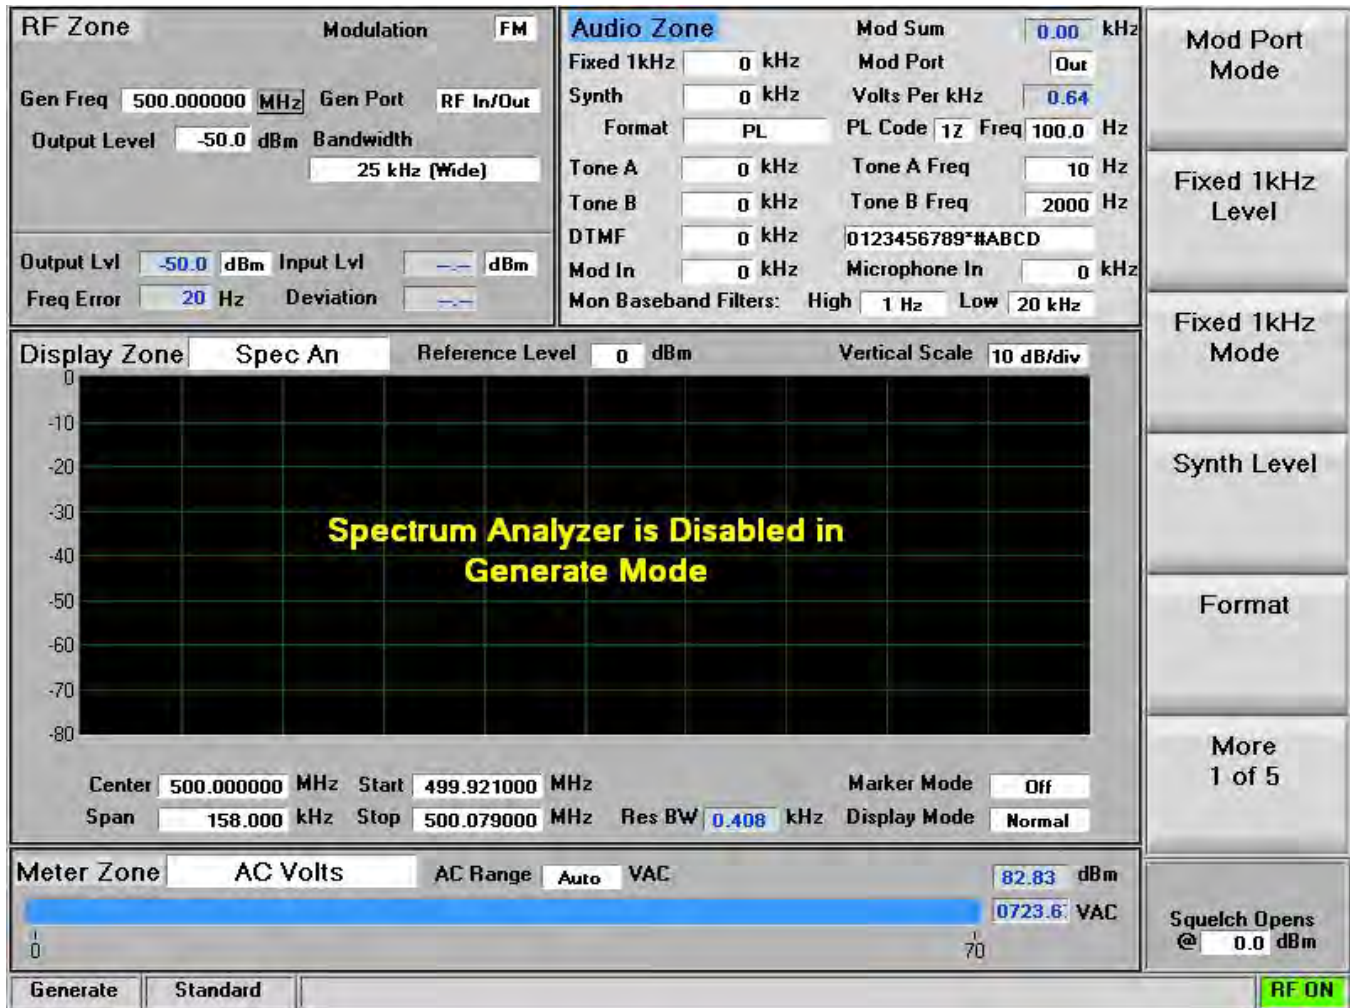 RF Zone Modulation FM
Gen Freq 500.000000 MHz Gen Port RF In/Out
Output Level -50.0 dBm Bandwidth
25 kHz (Wide)
Output Lvl -50.0 dBm Input Lvl --.-- dBm
Freq Error 20 Hz Deviation --.--
Audio Zone Mod Sum 0.00 kHz
Fixed 1kHz 0 kHz Mod Port Out
Synth 0 kHz Volts Per kHz 0.64
Format PL PL Code 1Z Freq 100.0 Hz
Tone A 0 kHz Tone A Freq 10 Hz
Tone B 0 kHz Tone B Freq 2000 Hz
DTMF 0 kHz 0123456789*#ABCD
Mod In 0 kHz Microphone In 0 kHz
Mon Baseband Filters: High 1 Hz Low 20 kHz
Display Zone Spec An Reference Level 0 dBm Vertical Scale 10 dB/div
0
-10
-20
-30
-40
-50
-60
-70
-80
Spectrum Analyzer is Disabled in
Generate Mode
Center 500.000000 MHz Start 499.921000 MHz Marker Mode Off
Span 158.000 kHz Stop 500.079000 MHz Res BW 0.408 kHz Display Mode Normal
Meter Zone AC Volts AC Range Auto VAC 82.83 dBm
0723.6 VAC
0 70
Generate Standard RF ON
Mod Port
Mode
Fixed 1kHz
Level
Fixed 1kHz
Mode
Synth Level
Format
More
1 of 5
Squelch Opens
@ 0.0 dBm